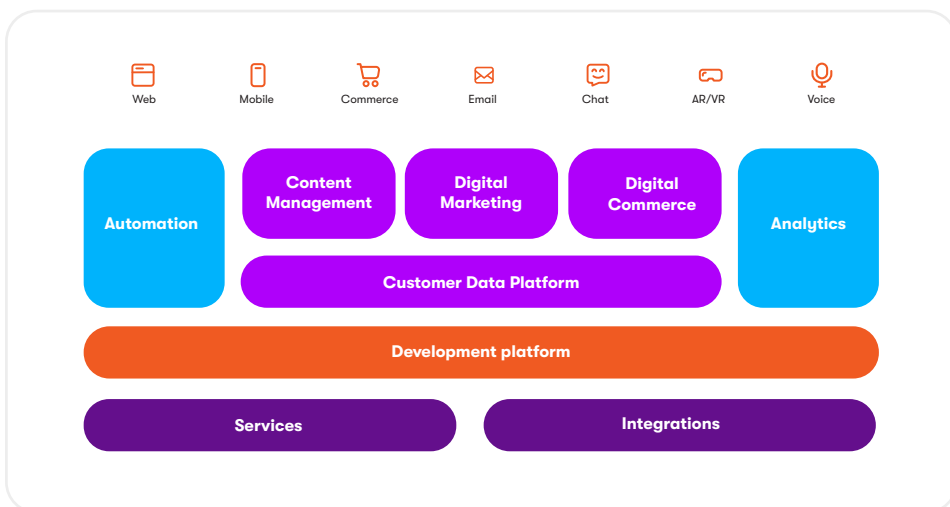 Web
Mobile
Commerce
Email
Chat
AR/VR
Voice
Automation
Content
Management
Digital
Marketing
Digital
Commerce
Analytics
Customer Data Platform
Development platform
Services
Integrations